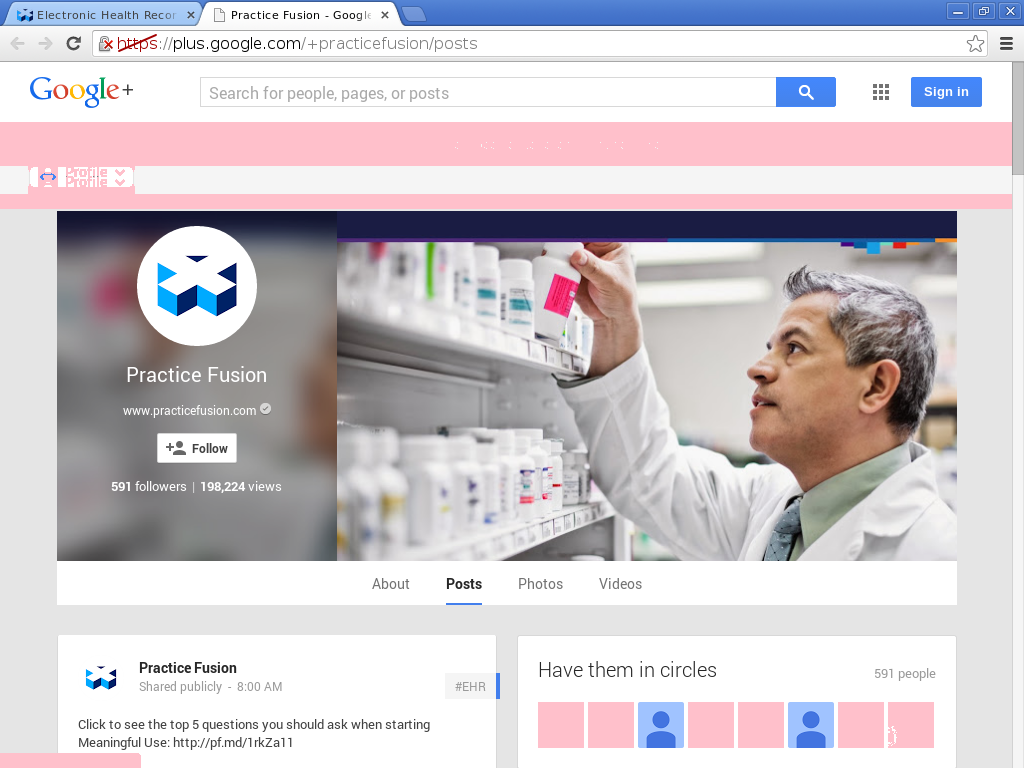 Electronic Health Recor
Practice Fusion - Google
https://plus.google.com/+practicefusion/posts
Google+
Search for people, pages, or posts
Sign in
Profile
Practice Fusion
www.practicefusion.com
Follow
591 followers | 198,224 views
About
Posts
Photos
Videos
Practice Fusion
Shared publicly - 8:00 AM
#EHR
Click to see the top 5 questions you should ask when starting
Meaningful Use: http://pf.md/1rkZa11
Have them in circles
591 people